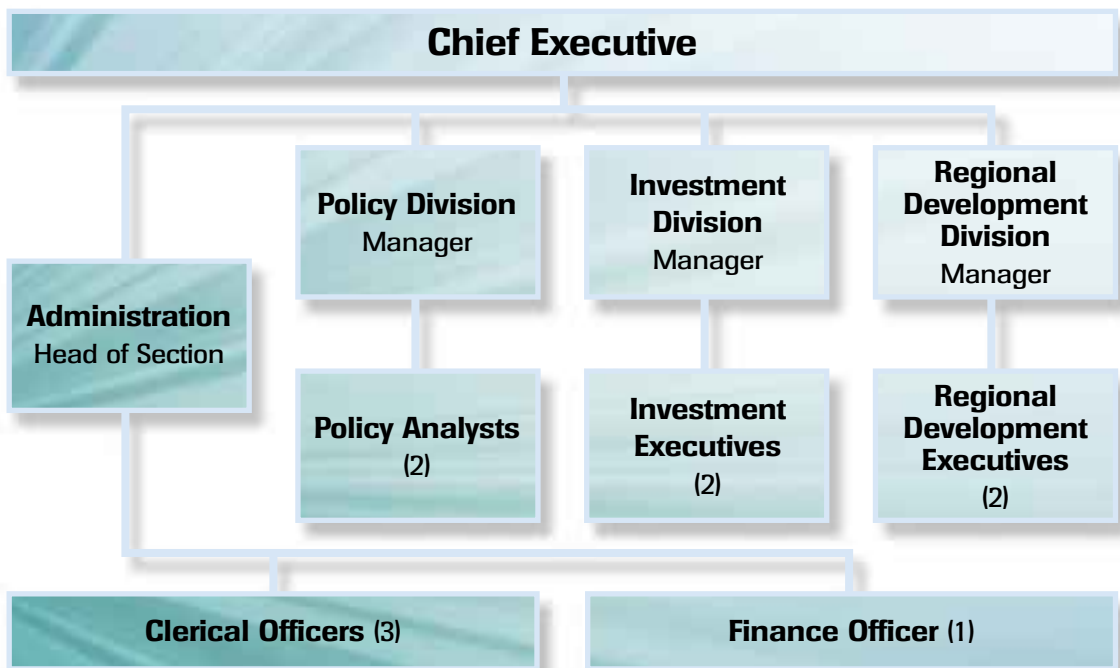 Chief Executive
Policy Division
Manager
Investment
Division
Manager
Regional
Development
Division
Manager
Administration
Head of Section
Policy Analysts
(2)
Investment
Executives
(2)
Regional
Development
Executives
(2)
Clerical Officers (3)
Finance Officer (1)